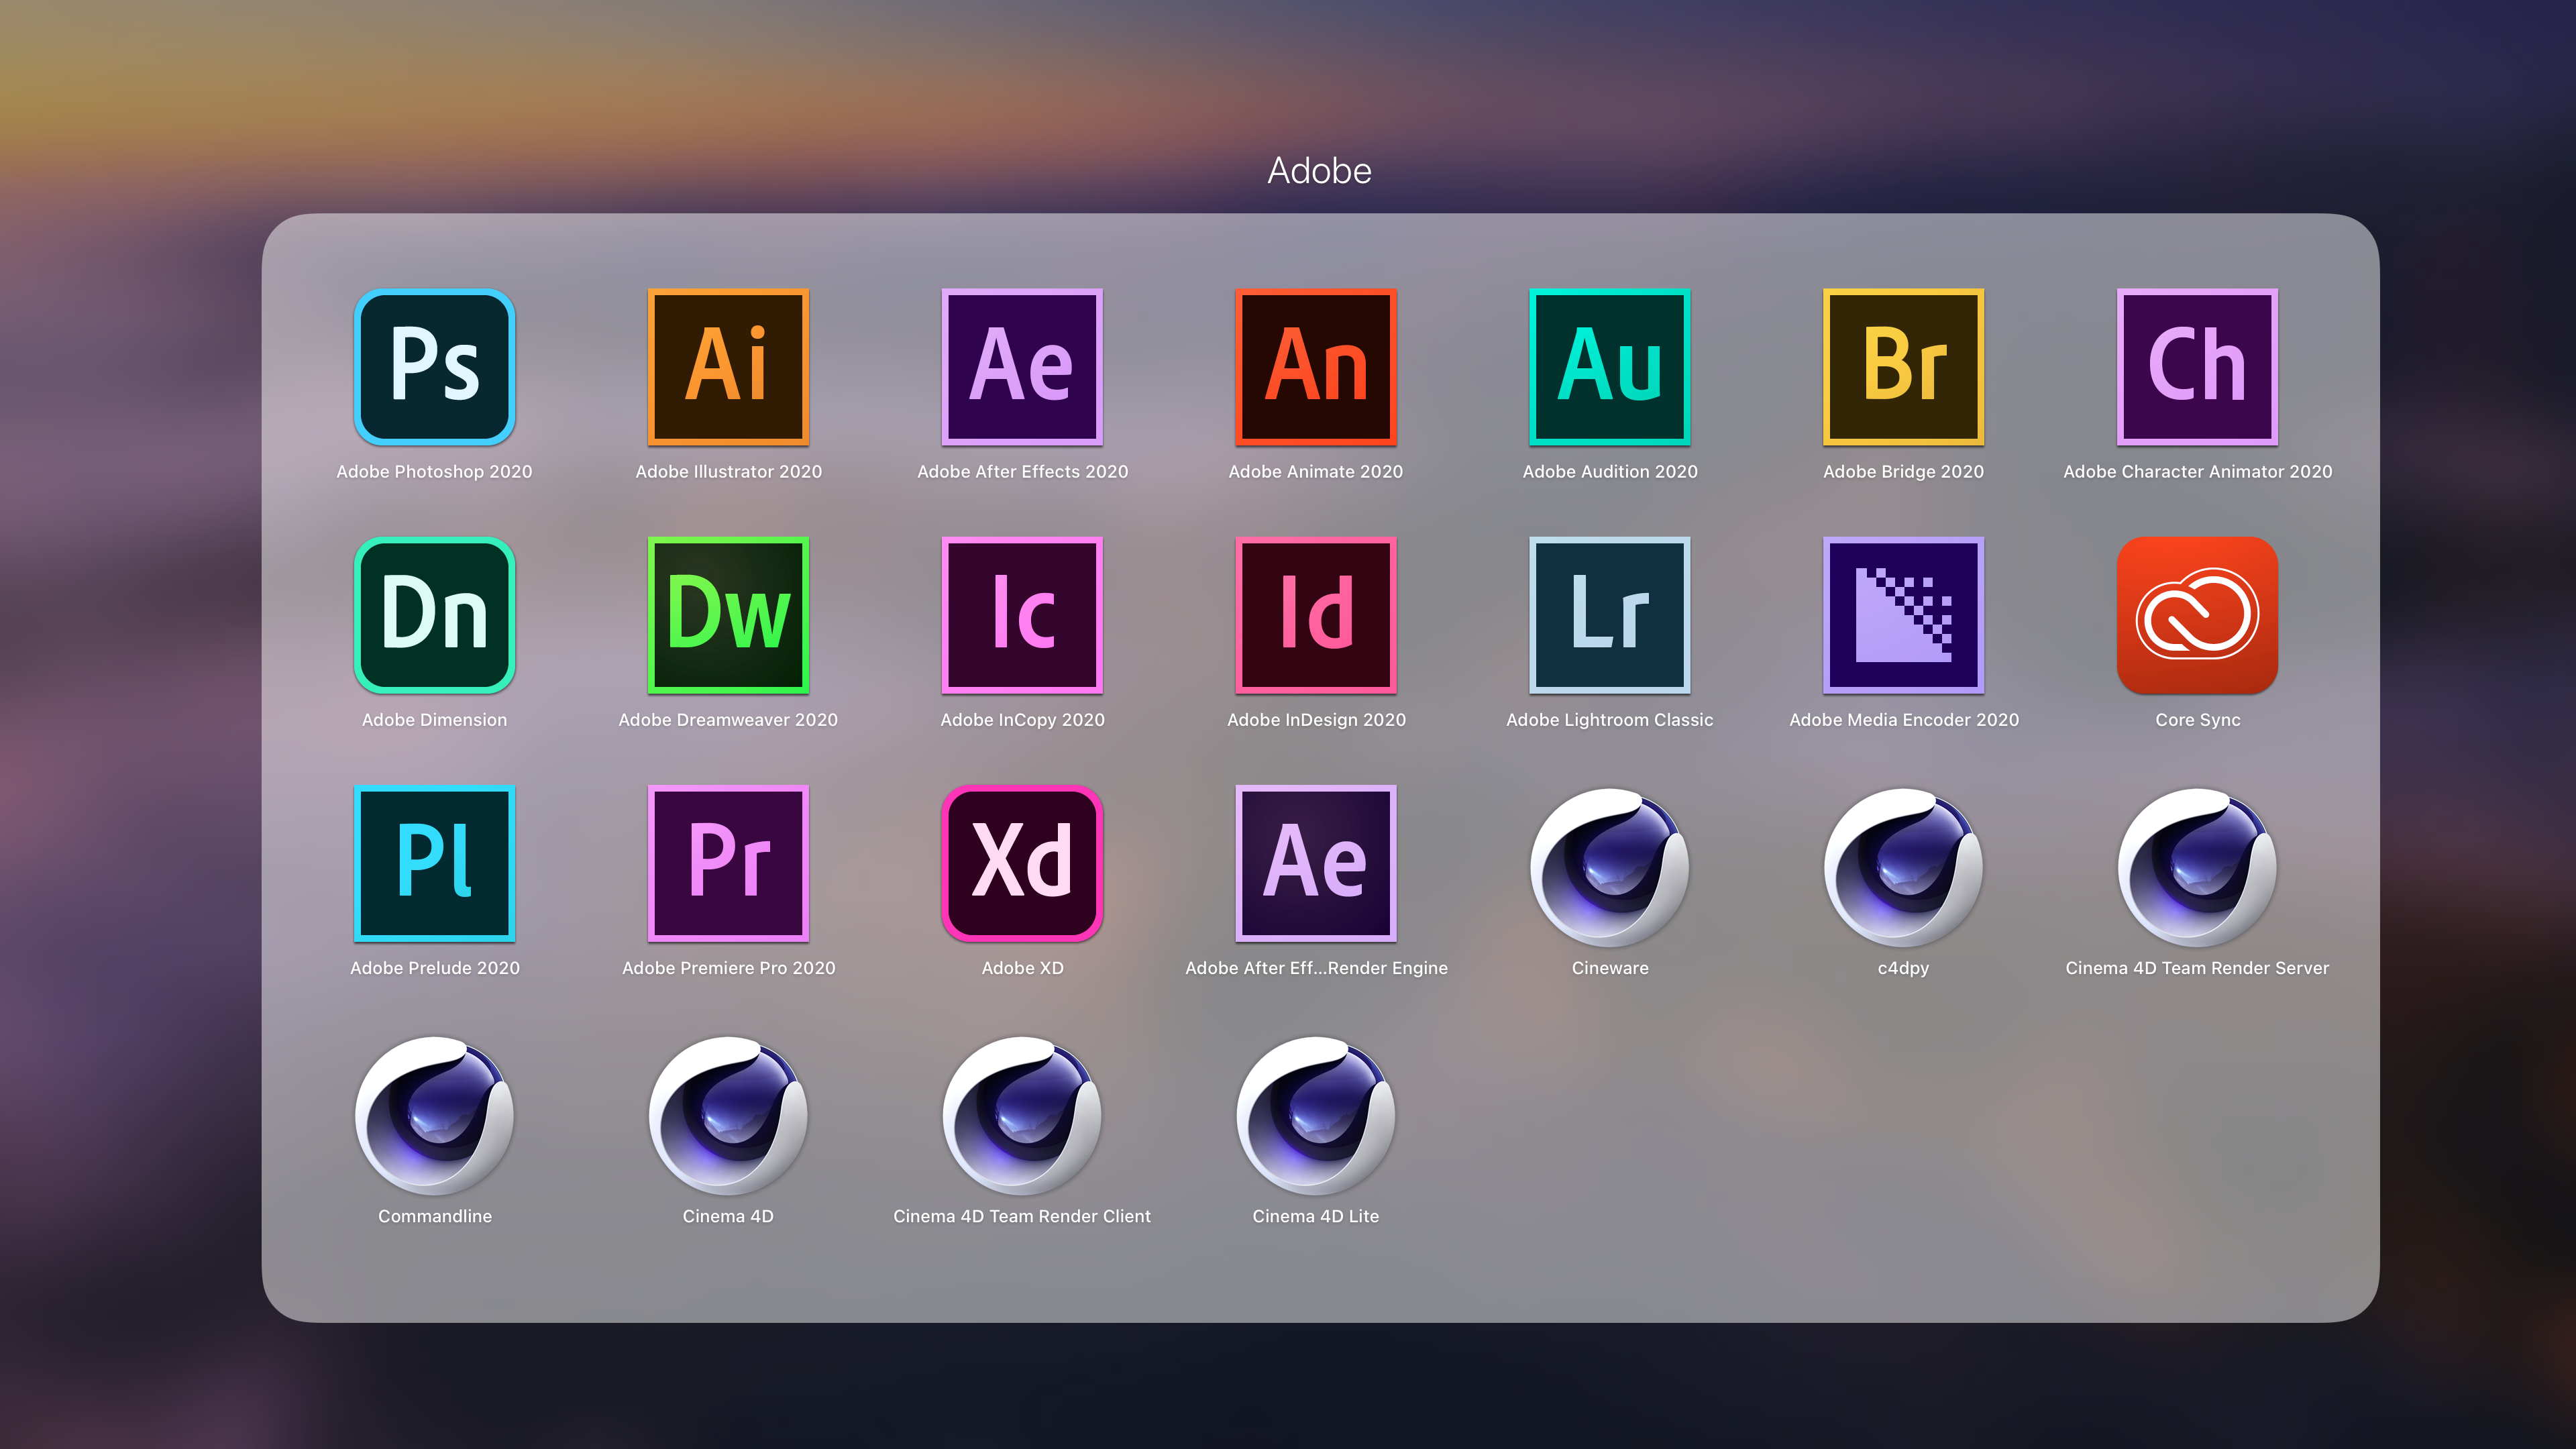 Adobe
Ps Ai Ae An Au Br Ch
Adobe Photoshop 2020 Adobe Illustrator 2020 Adobe After Effects 2020 Adobe Animate 2020 Adobe Audition 2020 Adobe Bridge 2020 Adobe Character Animator 2020
Dn Dw Ic Id Lr
Adobe Dimension Adobe Dreamweaver 2020 Adobe InCopy 2020 Adobe InDesign 2020 Adobe Lightroom Classic Adobe Media Encoder 2020 Core Sync
Pl Pr Xd Ae
Adobe Prelude 2020 Adobe Premiere Pro 2020 Adobe XD Adobe After Eff...Render Engine Cineware c4dpy Cinema 4D Team Render Server
Commandline Cinema 4D Cinema 4D Team Render Client Cinema 4D Lite